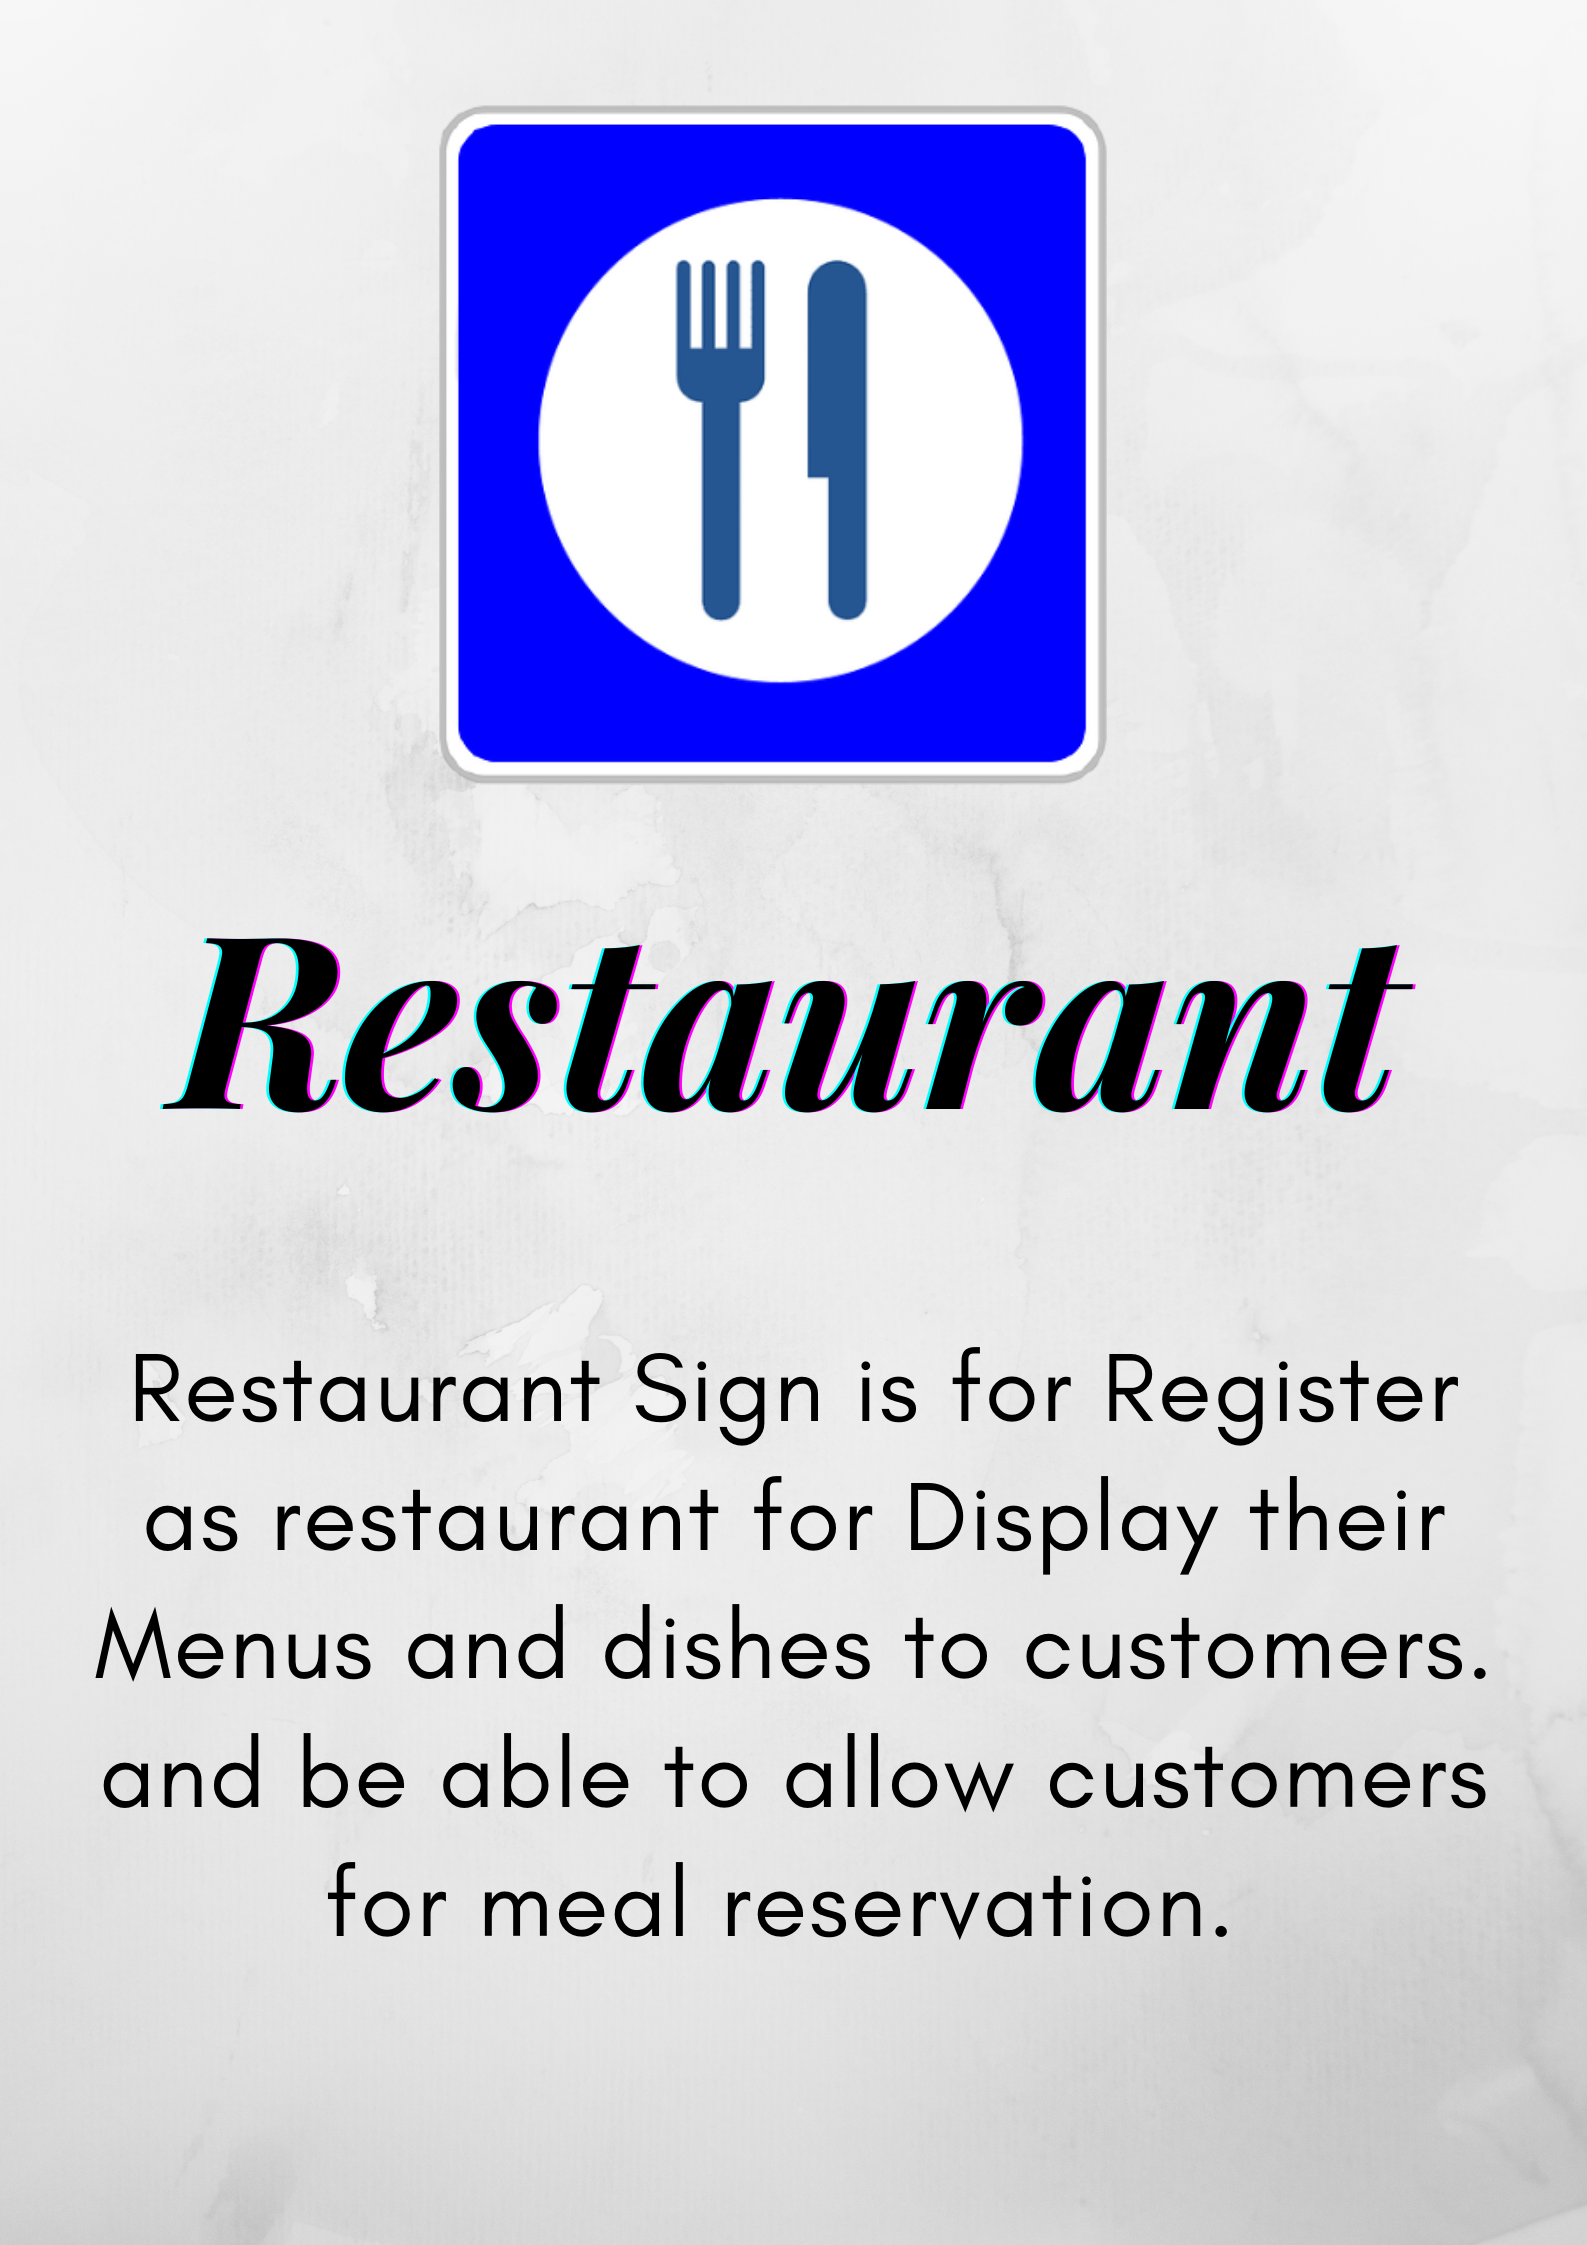 Restaurant
Restaurant Sign is for Register
as restaurant for Display their
Menus and dishes to customers.
and be able to allow customers
for meal reservation.